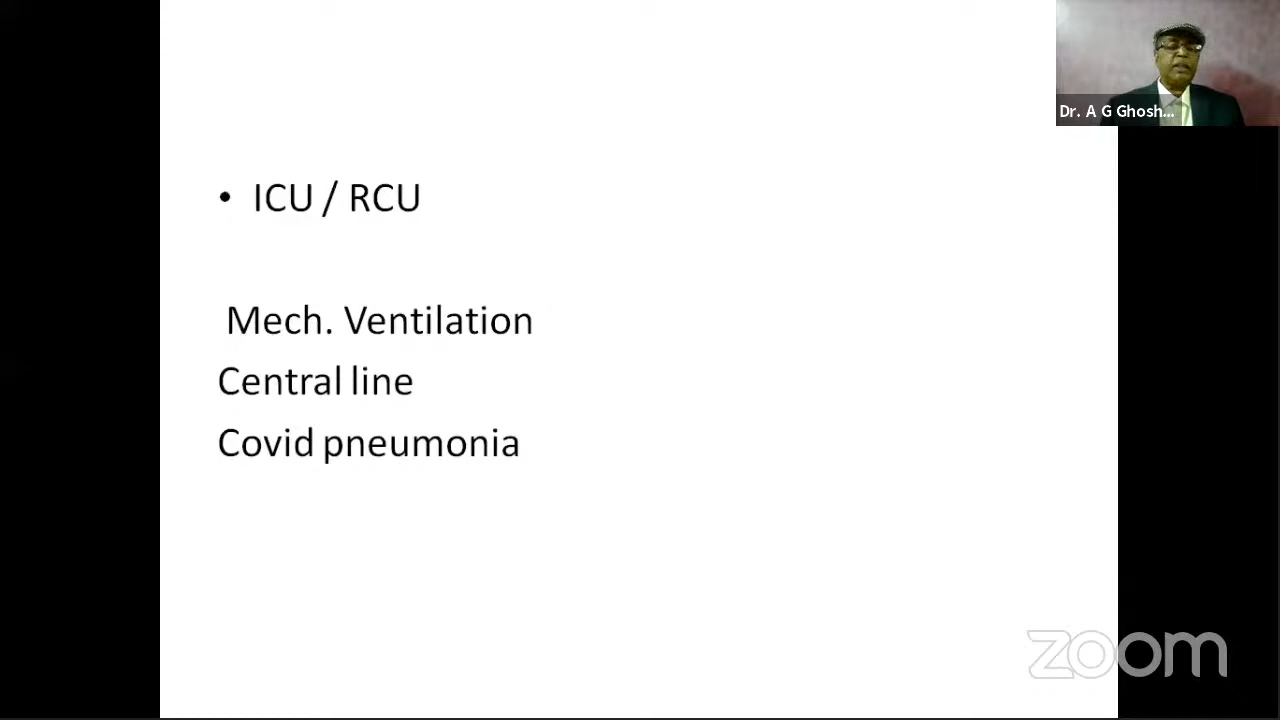 Dr. A G Ghosh...
• ICU / RCU
Mech. Ventilation
Central line
Covid pneumonia
zoom